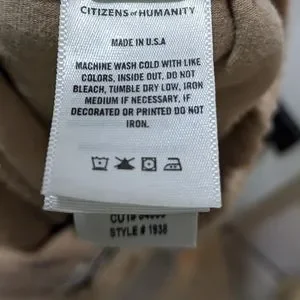 CITIZENS of HUMANITY
MADE IN U.S.A
MACHINE WASH COLD WITH LIKE
COLORS, INSIDE OUT. DO NOT
BLEACH, TUMBLE DRY LOW, IRON
MEDIUM IF NECESSARY, IF
DECORATED OR PRINTED DO NOT
IRON.
STYLE # 1938